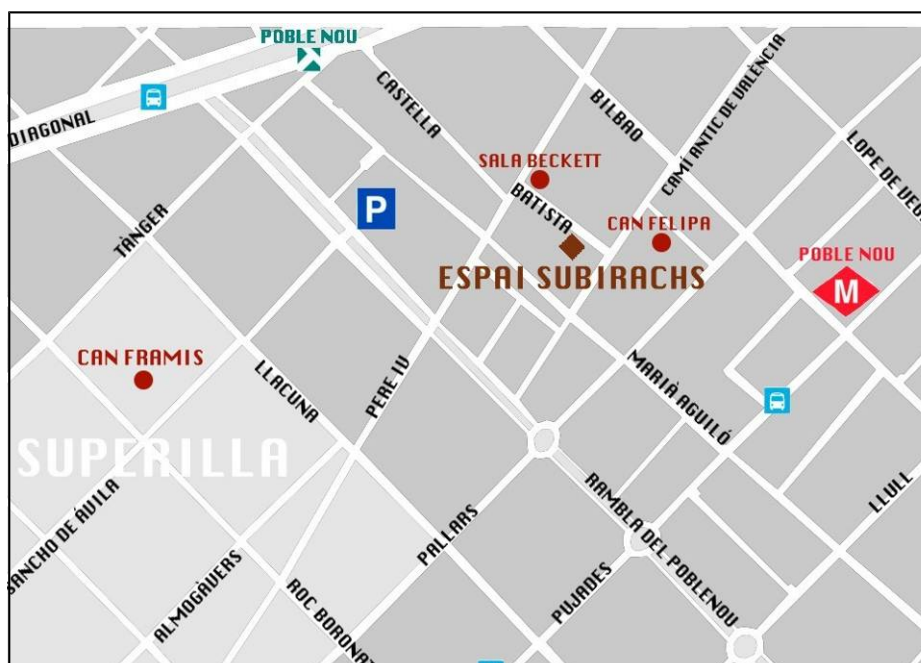 POBLE NOU
DIAGONAL
CASTELLA
BILBAO
CAMÍ ANTIC DE VALÈNCIA
LOPE DE VEG
SALA BECKETT
BATISTA
CAN FELIPA
TÀNGER
P
ESPAI SUBIRACHS
POBLE NOU
M
CAN FRAMIS
LLACUNA
PERE IV
MARIÀ AGUILÓ
SUPERILLA
SANCHO DE ÁVILA
ALMOGÀVERS
ROC BORONAT
PALLARS
RAMBLA DEL POBLENOU
PUJADES
LLULL